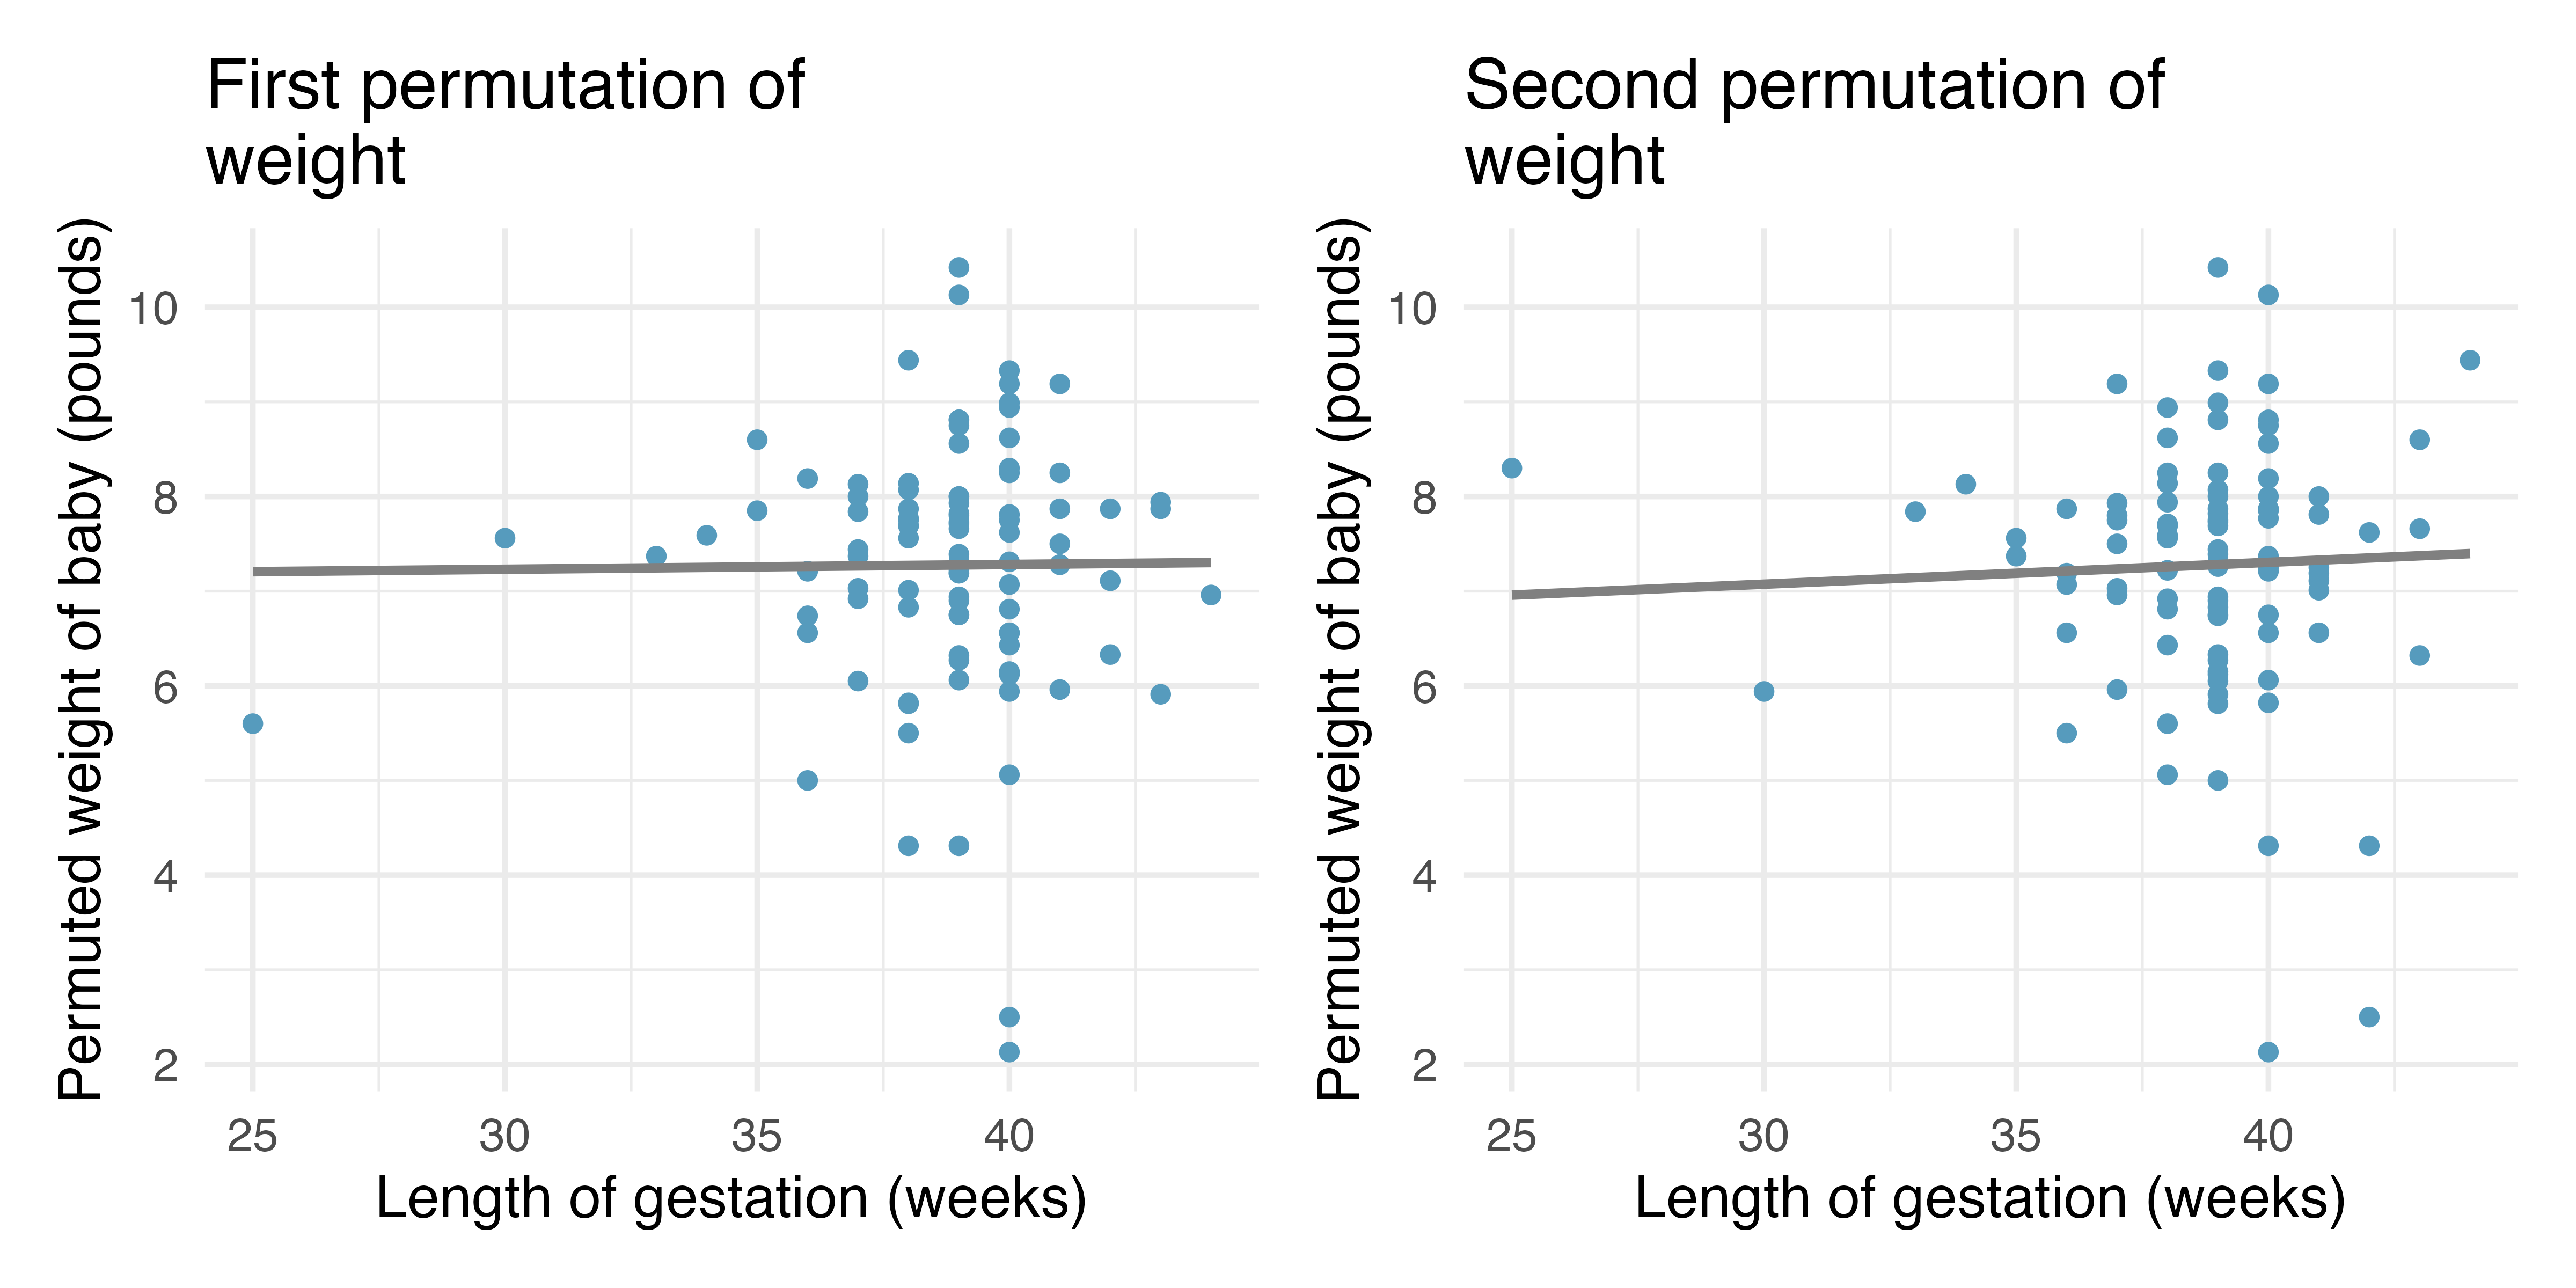 First permutation of
weight
Permuted weight of baby (pounds)
10
8
6
4
2
25 30 35 40
Length of gestation (weeks)
Second permutation of
weight
Permuted weight of baby (pounds)
10
8
6
4
2
25 30 35 40
Length of gestation (weeks)